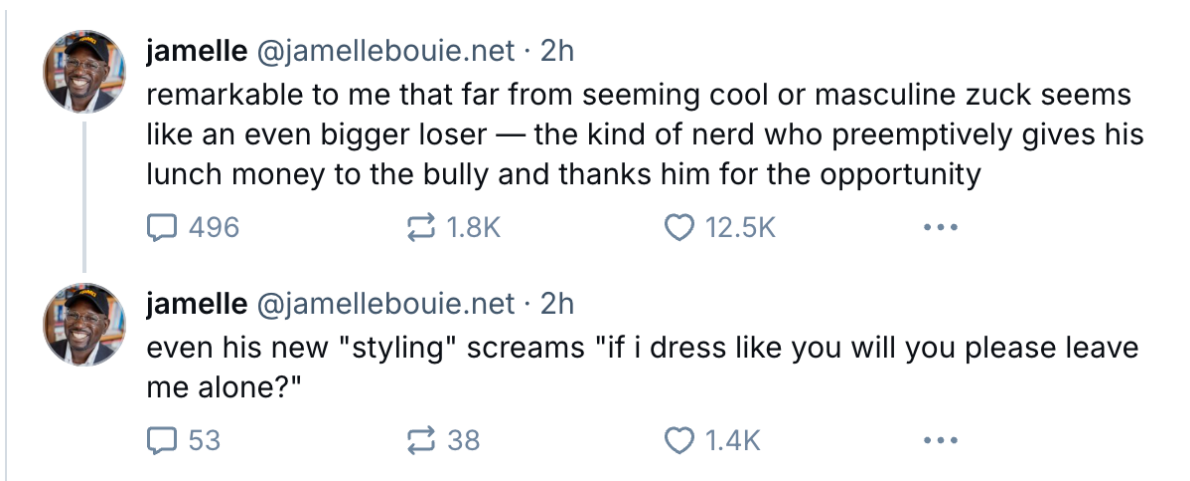 jamelle @jamellebouie.net · 2h
remarkable to me that far from seeming cool or masculine zuck seems
like an even bigger loser — the kind of nerd who preemptively gives his
lunch money to the bully and thanks him for the opportunity
496 1.8K 12.5K
jamelle @jamellebouie.net · 2h
even his new "styling" screams "if i dress like you will you please leave
me alone?"
53 38 1.4K